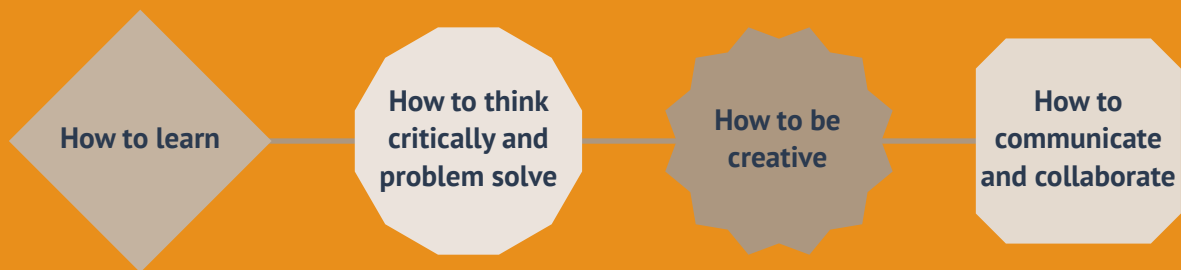 How to learn
How to think
critically and
problem solve
How to be
creative
How to
communicate
and collaborate